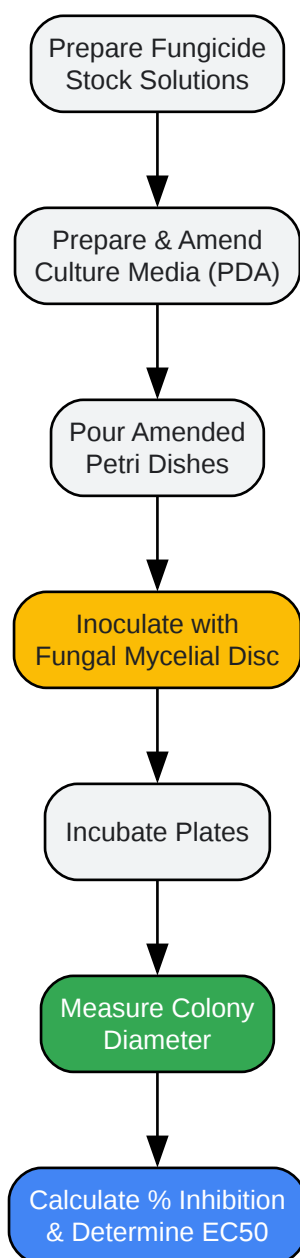 Prepare Fungicide
Stock Solutions
Prepare & Amend
Culture Media (PDA)
Pour Amended
Petri Dishes
Inoculate with
Fungal Mycelial Disc
Incubate Plates
Measure Colony
Diameter
Calculate % Inhibition
& Determine EC50